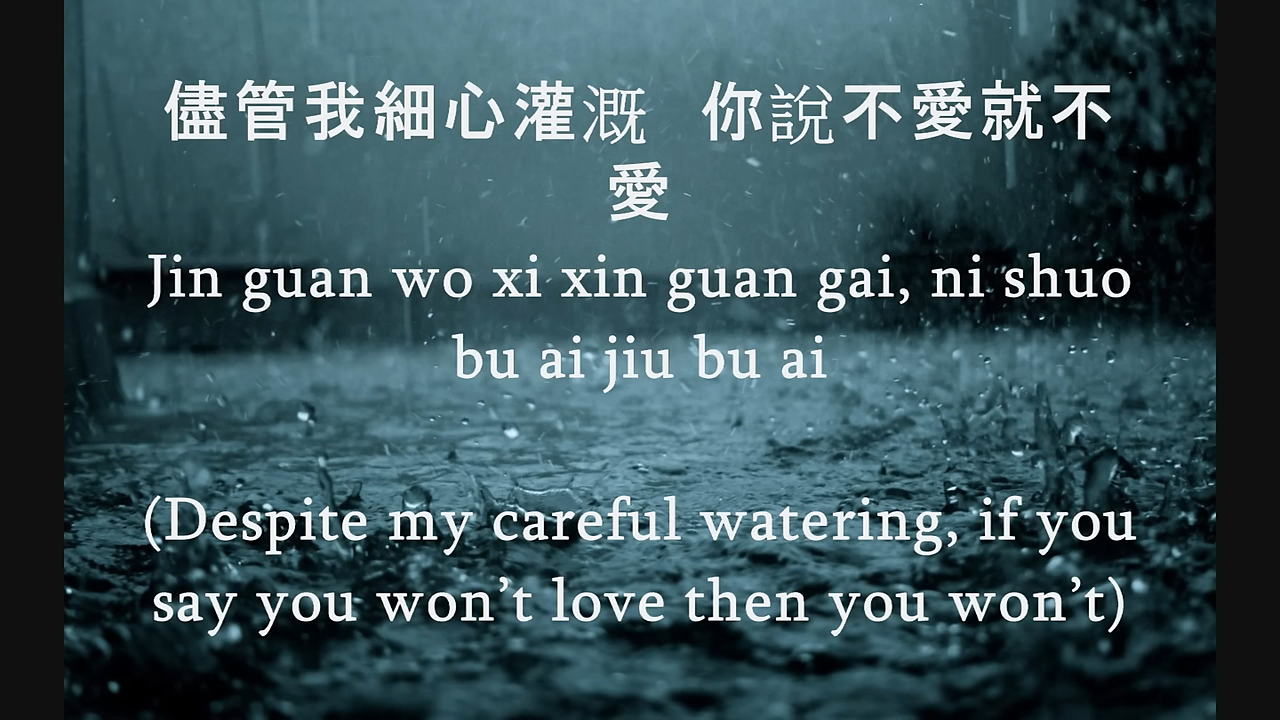 儘管我細心灌溉　你說不愛就不
愛
Jin guan wo xi xin guan gai, ni shuo
bu ai jiu bu ai
(Despite my careful watering, if you
say you won’t love then you won’t)